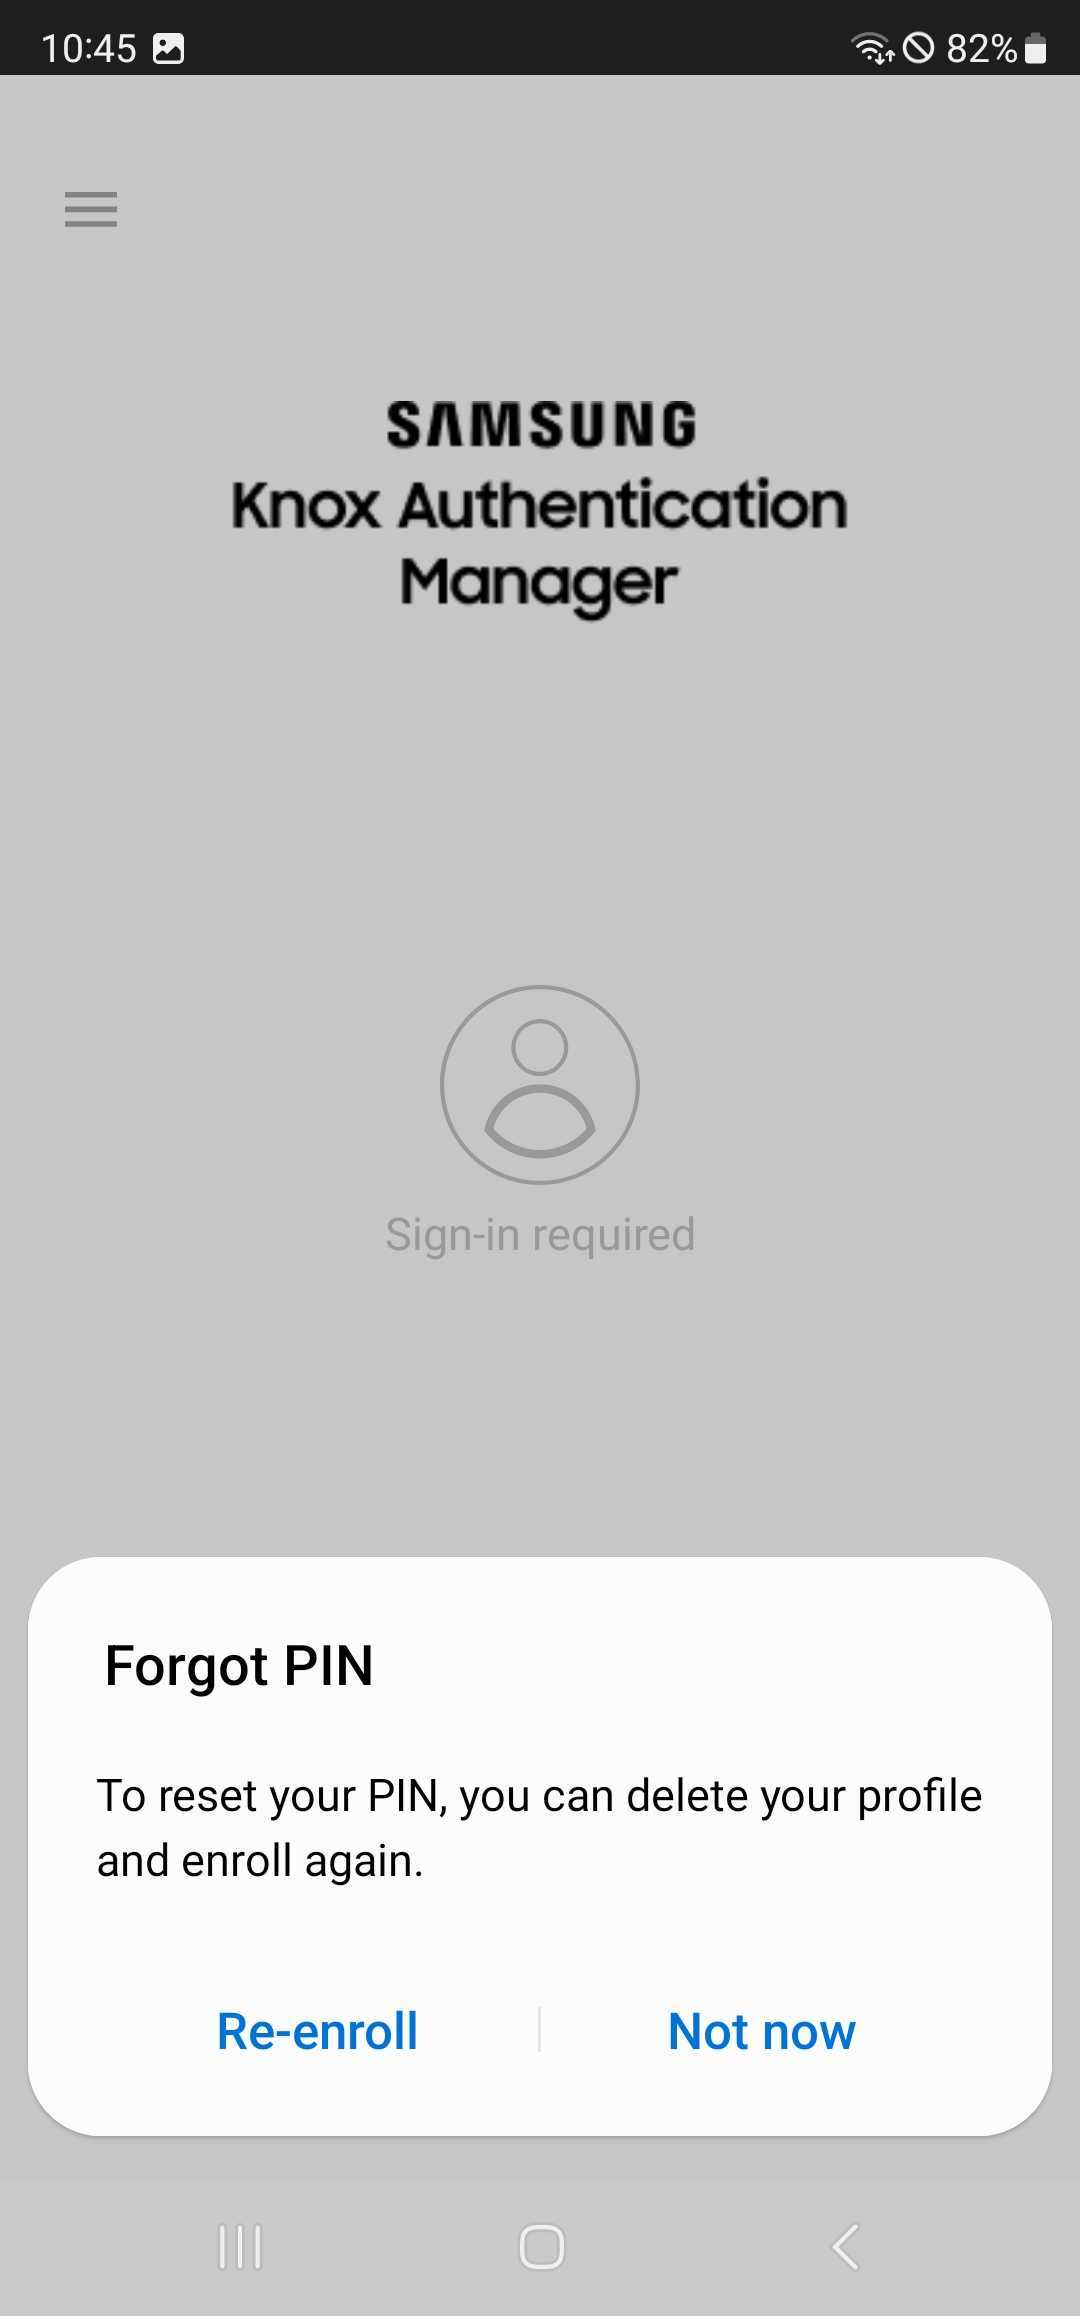 10:45
82%
SAMSUNG
Knox Authentication
Manager
Sign-in required
Forgot PIN
To reset your PIN, you can delete your profile
and enroll again.
Re-enroll
Not now